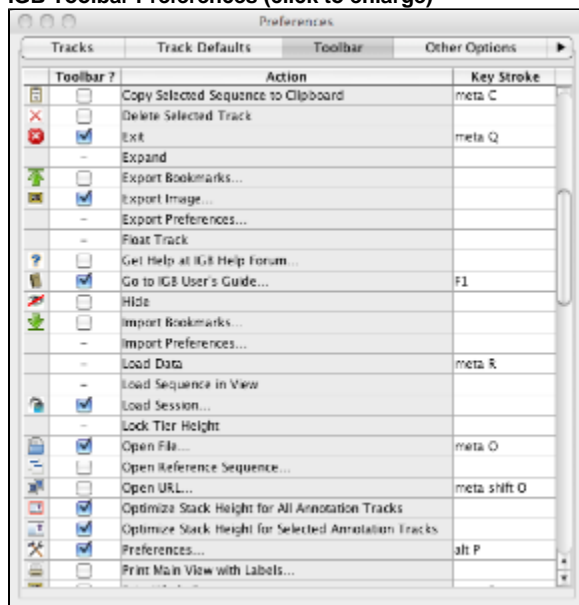 IGB Toolbar Preferences (click to enlarge)
Preferences
Tracks Track Defaults Toolbar Other Options
Toolbar ? Action Key Stroke
Copy Selected Sequence to Clipboard meta C
Delete Selected Track
Exit meta Q
– Expand
Export Bookmarks...
Export Image...
– Export Preferences...
– Float Track
Get Help at IGB Help Forum...
Go to IGB User's Guide... F1
Hide
Import Bookmarks...
– Import Preferences...
– Load Data meta R
– Load Sequence in View
Load Session...
– Lock Tier Height
Open File... meta O
Open Reference Sequence...
Open URL... meta shift O
Optimize Stack Height for All Annotation Tracks
Optimize Stack Height for Selected Annotation Tracks
Preferences... alt P
Print Main View with Labels...